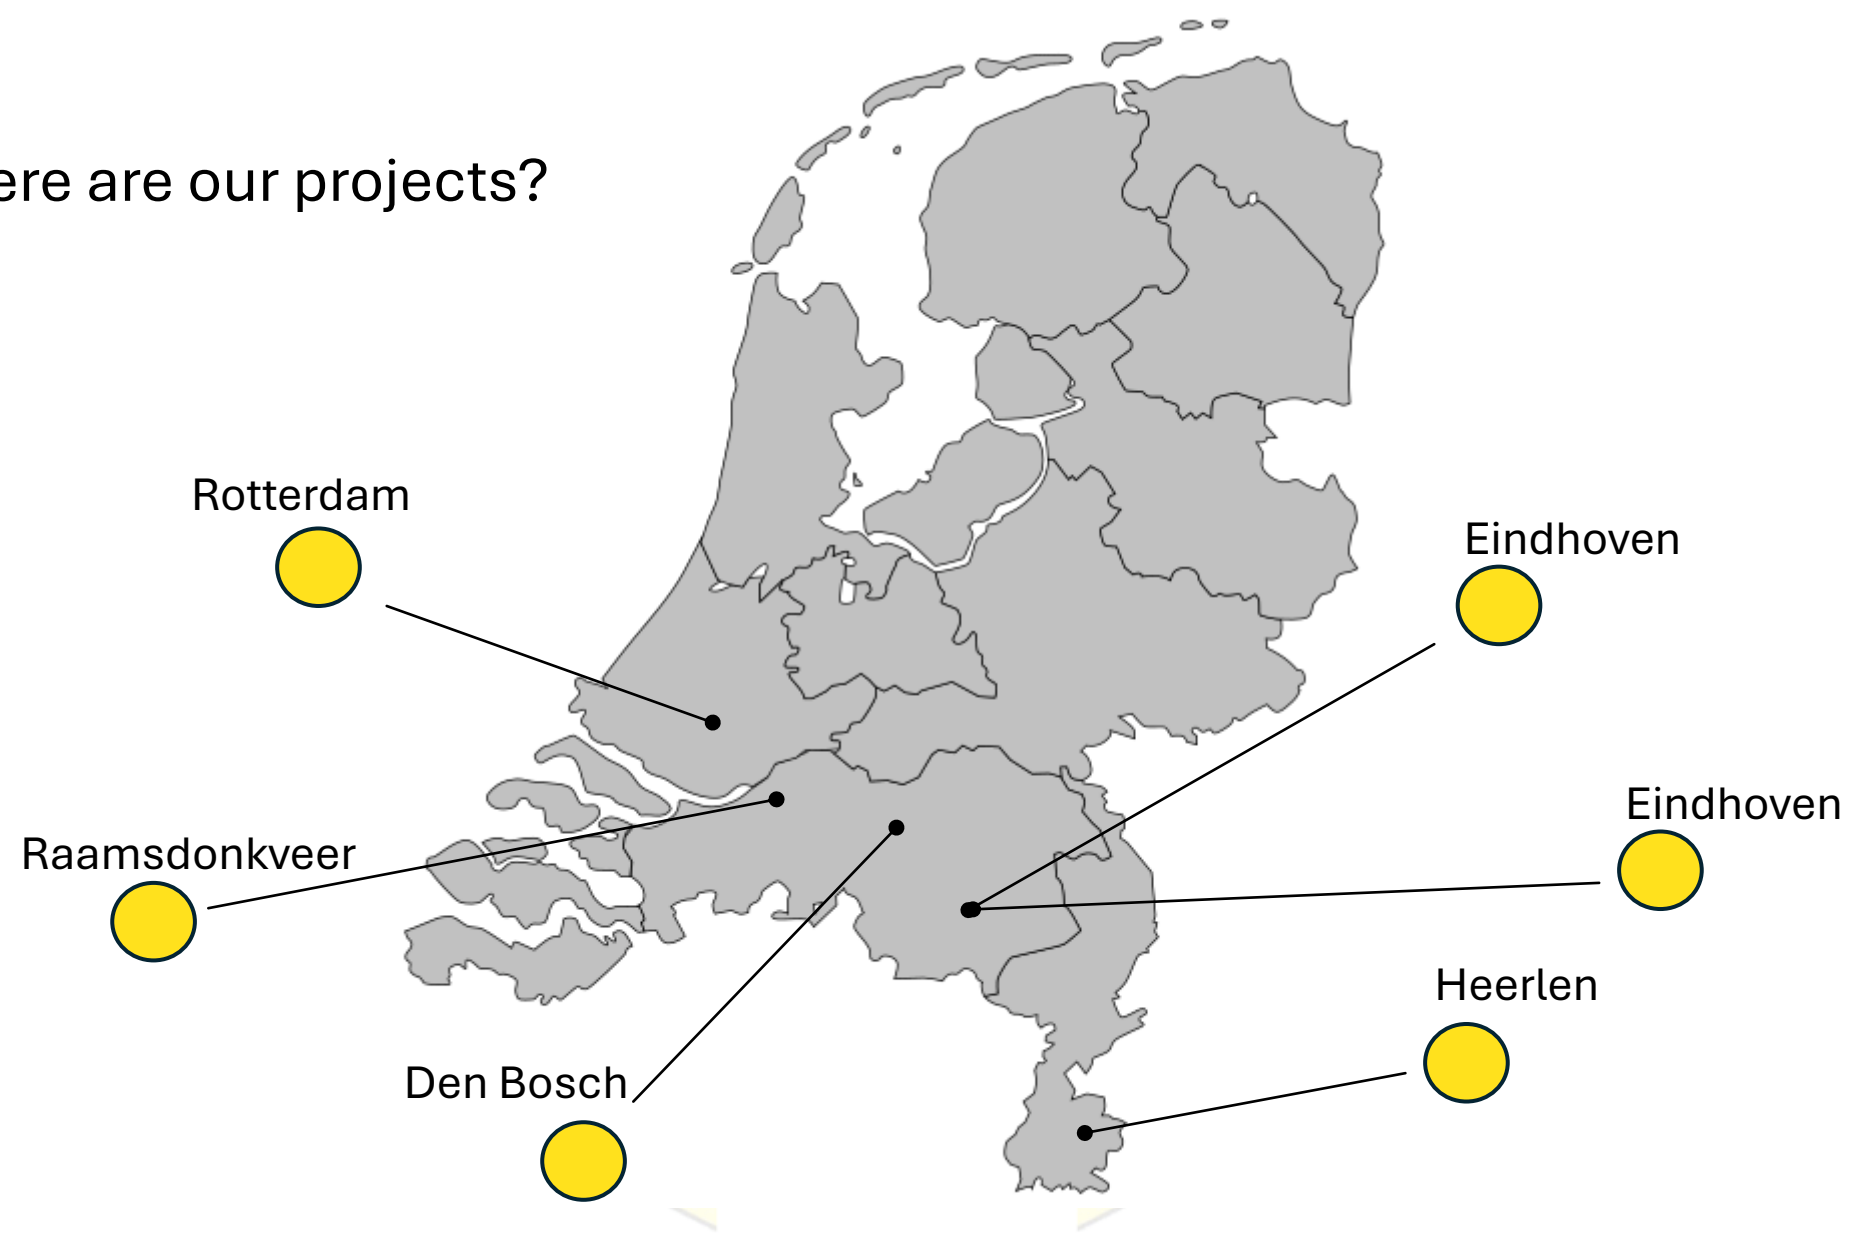 ere are our projects?
Rotterdam
Eindhoven
Eindhoven
Raamsdonkveer
Heerlen
Den Bosch